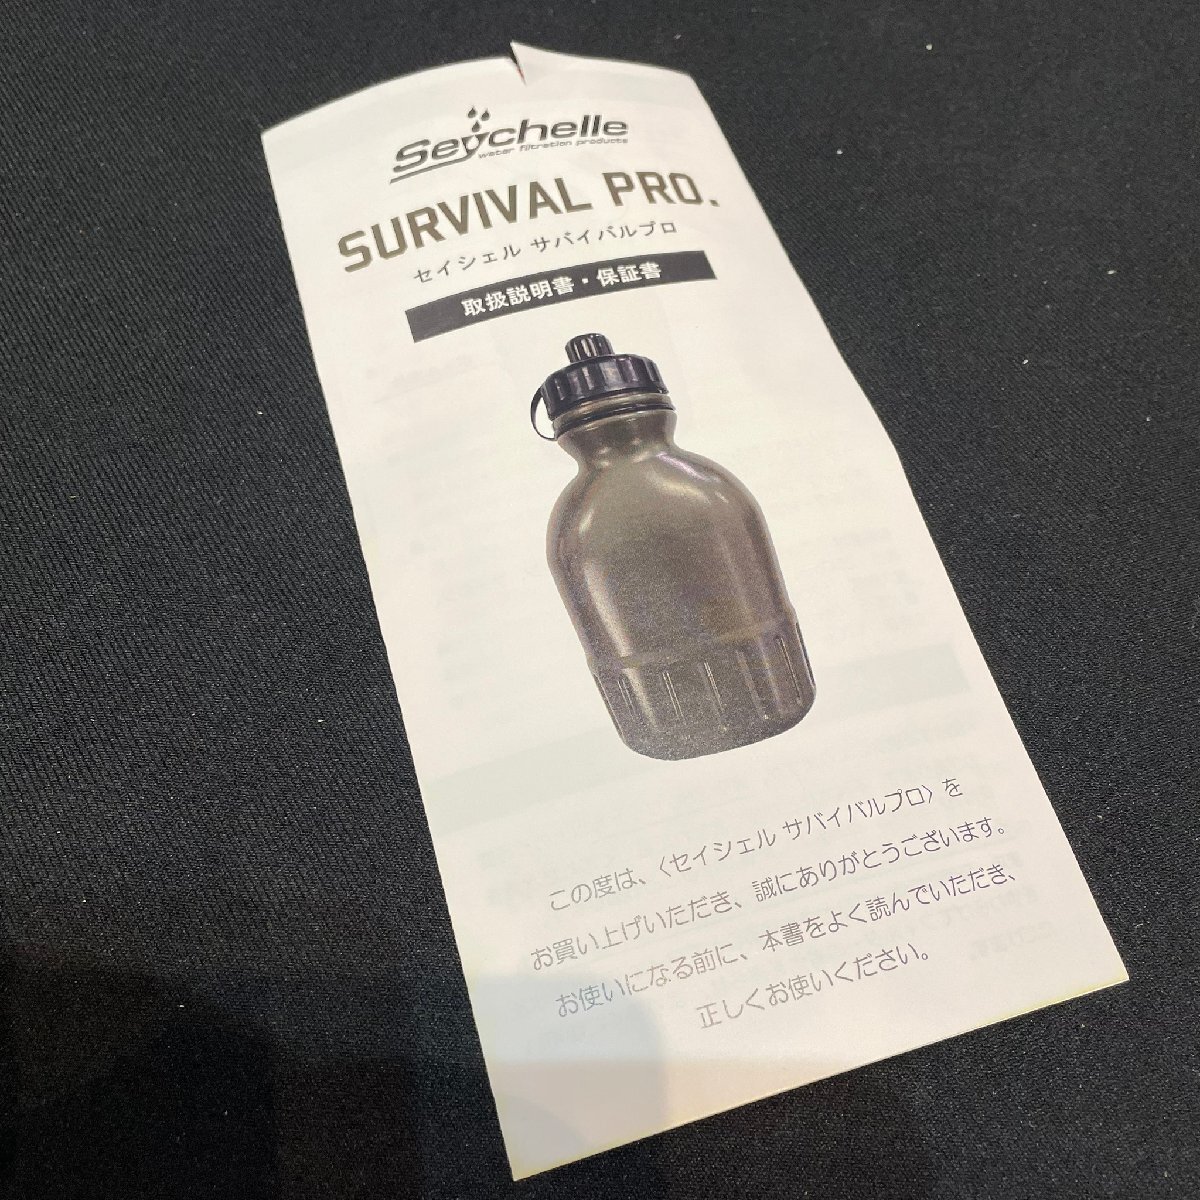 Seychelle
water filtration products
SURVIVAL PRO.
セイシェル サバイバルプロ
取扱説明書・保証書
この度は、〈セイシェル サバイバルプロ〉を
お買い上げいただき、誠にありがとうございます。
お使いになる前に、本書をよく読んでいただき、
正しくお使いください。